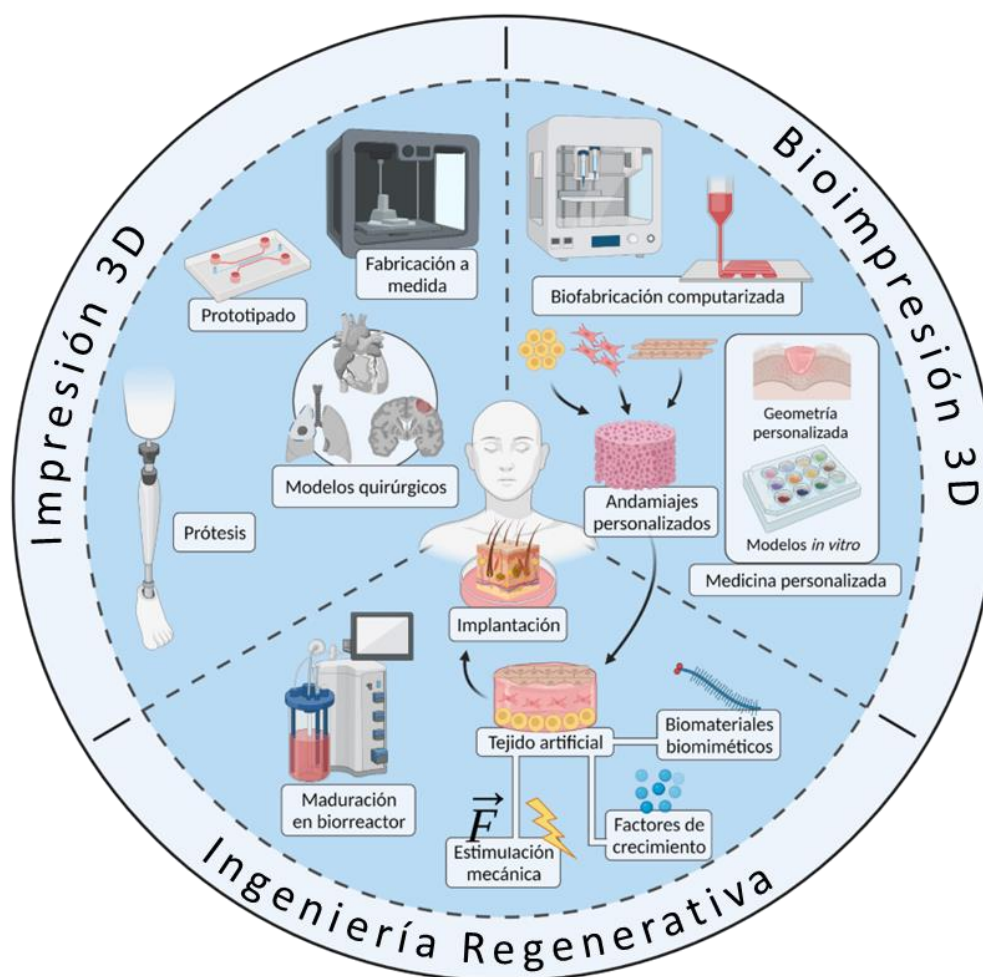 Impresión 3D
Fabricación a
medida
Prototipado
Modelos quirúrgicos
Prótesis
Bioimpresión 3D
Biofabricación computarizada
Geometría
personalizada
Andamiajes
personalizados
Modelos in vitro
Medicina personalizada
Implantación
Ingeniería Regenerativa
Tejido artificial
Biomateriales
biomiméticos
Maduración
en biorreactor
F
Estimulación
mecánica
Factores de
crecimiento